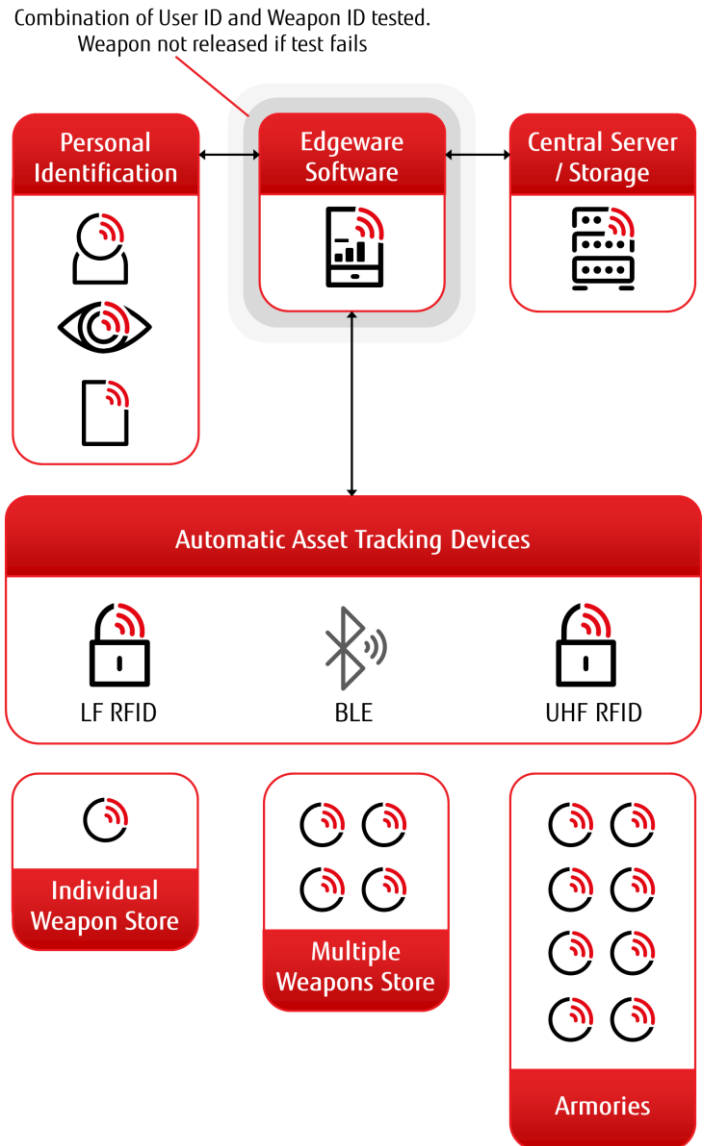 Combination of User ID and Weapon ID tested.
Weapon not released if test fails
Personal
Identification
Edgeware
Software
Central Server
/ Storage
Automatic Asset Tracking Devices
LF RFID
BLE
UHF RFID
Individual
Weapon Store
Multiple
Weapons Store
Armories